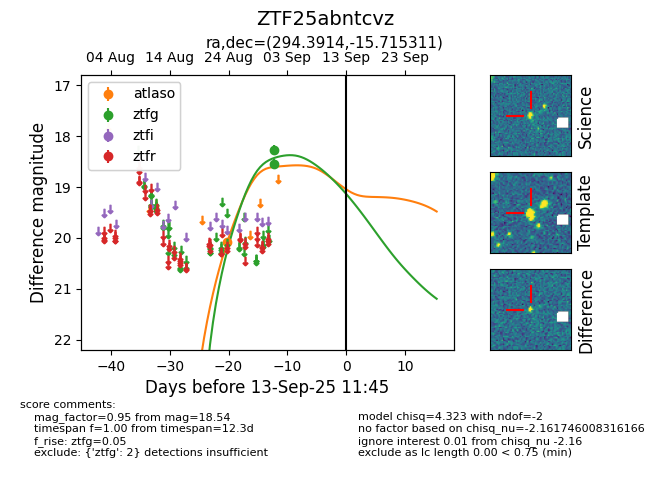 ZTF25abntcvz
ra,dec=(294.3914,-15.715311)
04 Aug 14 Aug 24 Aug 03 Sep 13 Sep 23 Sep
17
18
19
20
21
22
Difference magnitude
atlaso
ztfg
ztfi
ztfr
−40 −30 −20 −10 0 10
Days before 13-Sep-25 11:45
Science
Template
Difference
score comments:
mag_factor=0.95 from mag=18.54
timespan f=1.00 from timespan=12.3d
f_rise: ztfg=0.05
exclude: {'ztfg': 2} detections insufficient
model chisq=4.323 with ndof=-2
no factor based on chisq_nu=-2.161746008316166
ignore interest 0.01 from chisq_nu -2.16
exclude as lc length 0.00 < 0.75 (min)